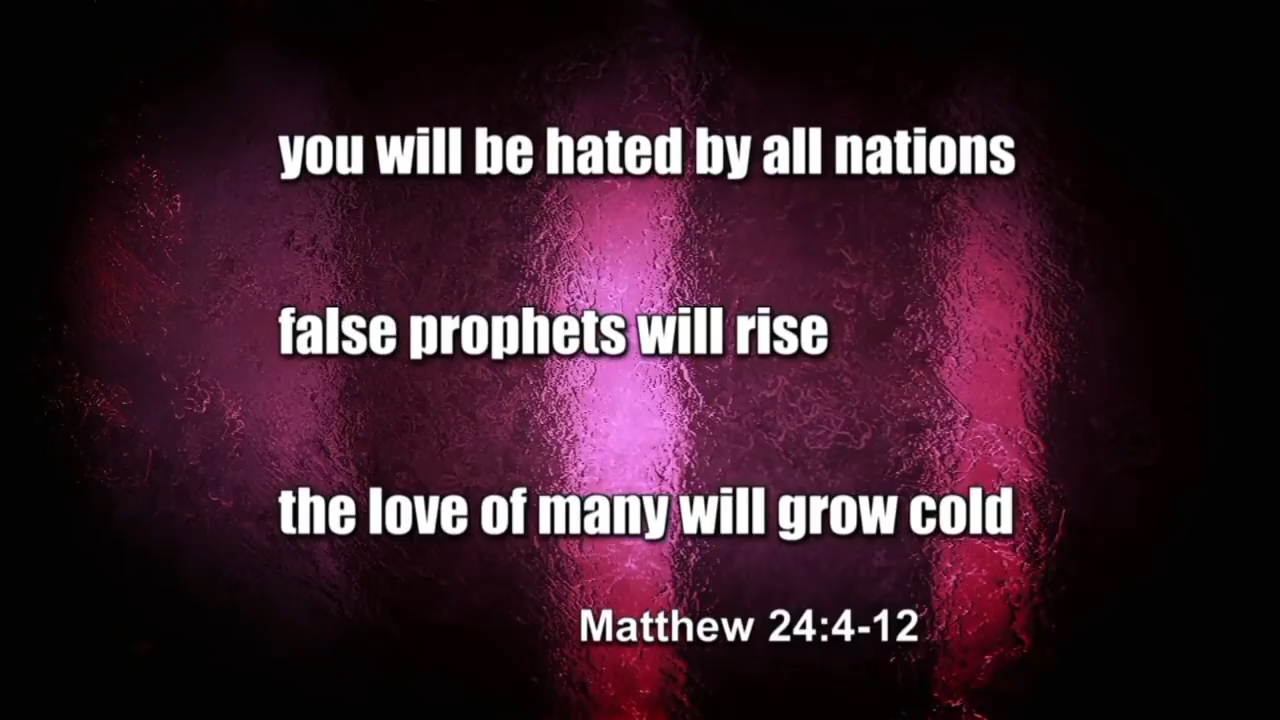 you will be hated by all nations
false prophets will rise
the love of many will grow cold
Matthew 24:4-12